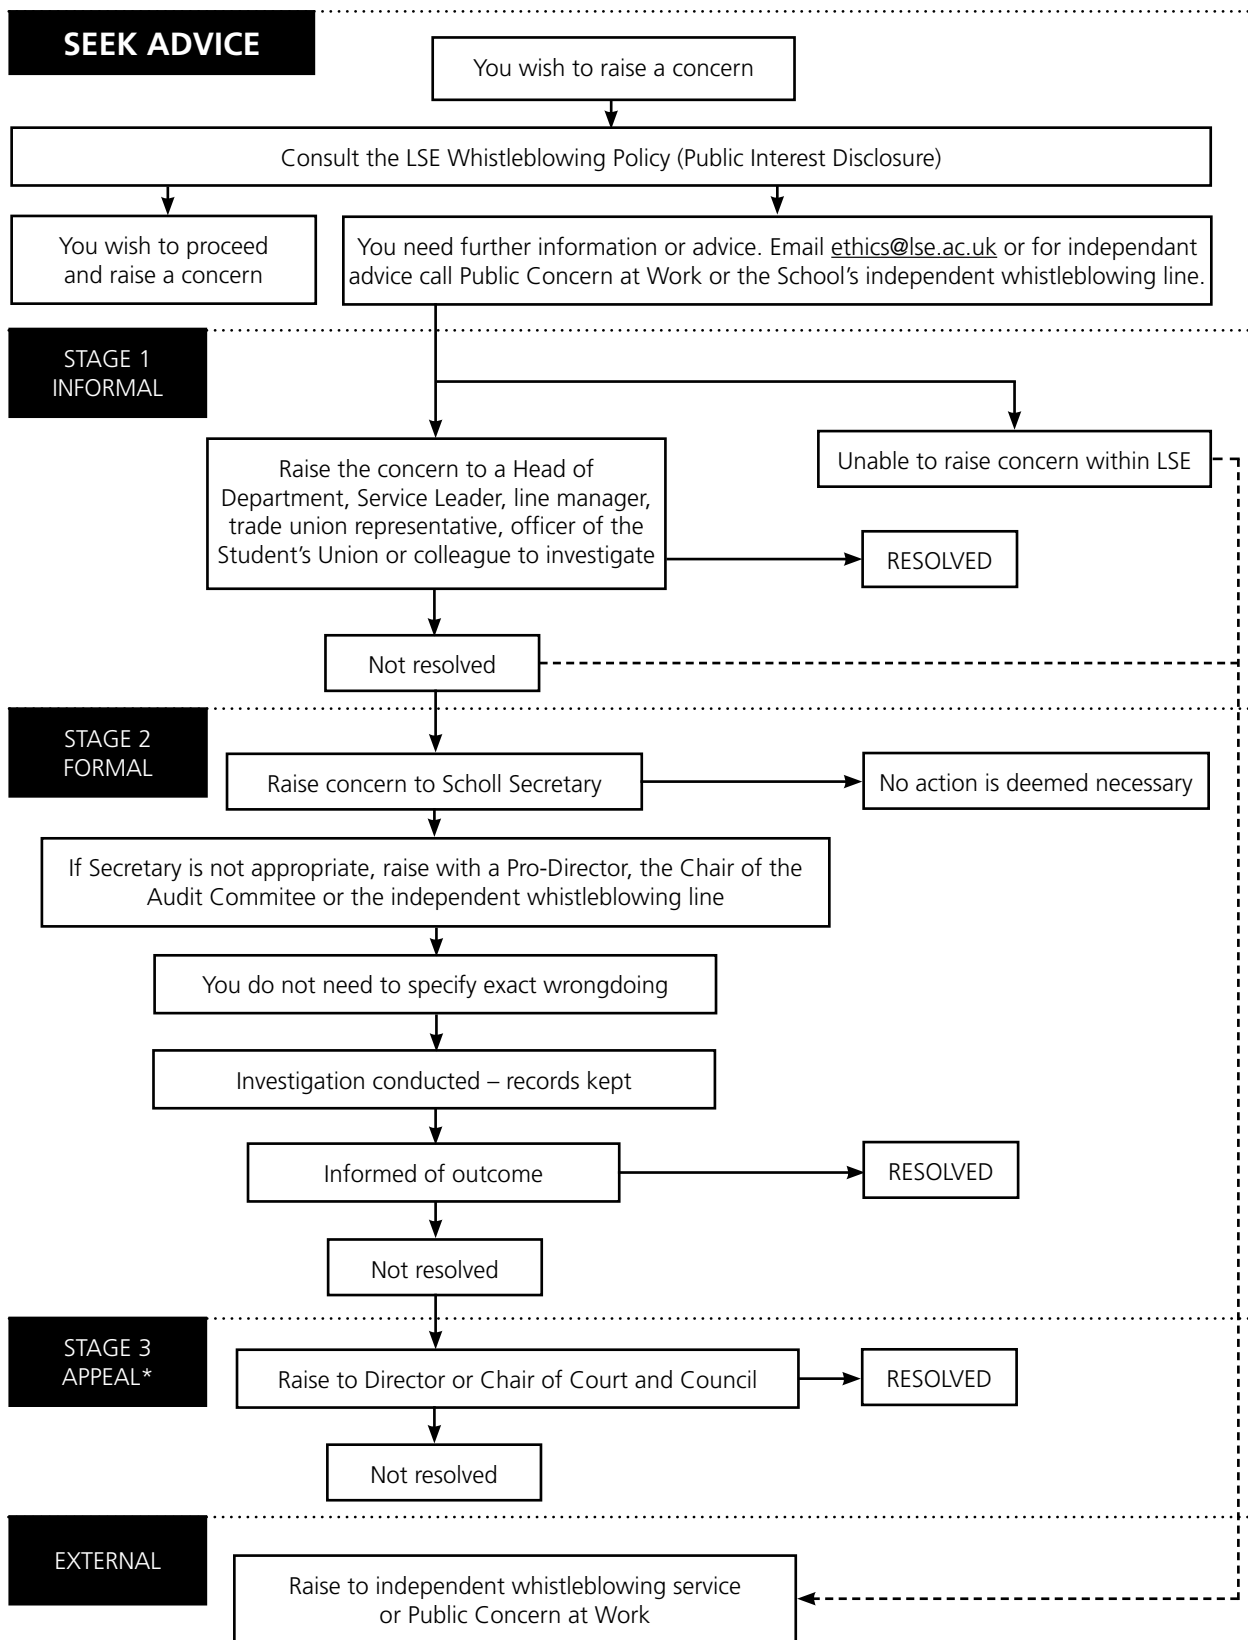 SEEK ADVICE
You wish to raise a concern
Consult the LSE Whistleblowing Policy (Public Interest Disclosure)
You wish to proceed
and raise a concern
You need further information or advice. Email ethics@lse.ac.uk or for independant
advice call Public Concern at Work or the School's independent whistleblowing line.
STAGE 1
INFORMAL
Raise the concern to a Head of
Department, Service Leader, line manager,
trade union representative, officer of the
Student's Union or colleague to investigate
Unable to raise concern within LSE
RESOLVED
Not resolved
STAGE 2
FORMAL
Raise concern to Scholl Secretary
No action is deemed necessary
If Secretary is not appropriate, raise with a Pro-Director, the Chair of the
Audit Commitee or the independent whistleblowing line
You do not need to specify exact wrongdoing
Investigation conducted – records kept
Informed of outcome
RESOLVED
Not resolved
STAGE 3
APPEAL*
Raise to Director or Chair of Court and Council
RESOLVED
Not resolved
EXTERNAL
Raise to independent whistleblowing service
or Public Concern at Work